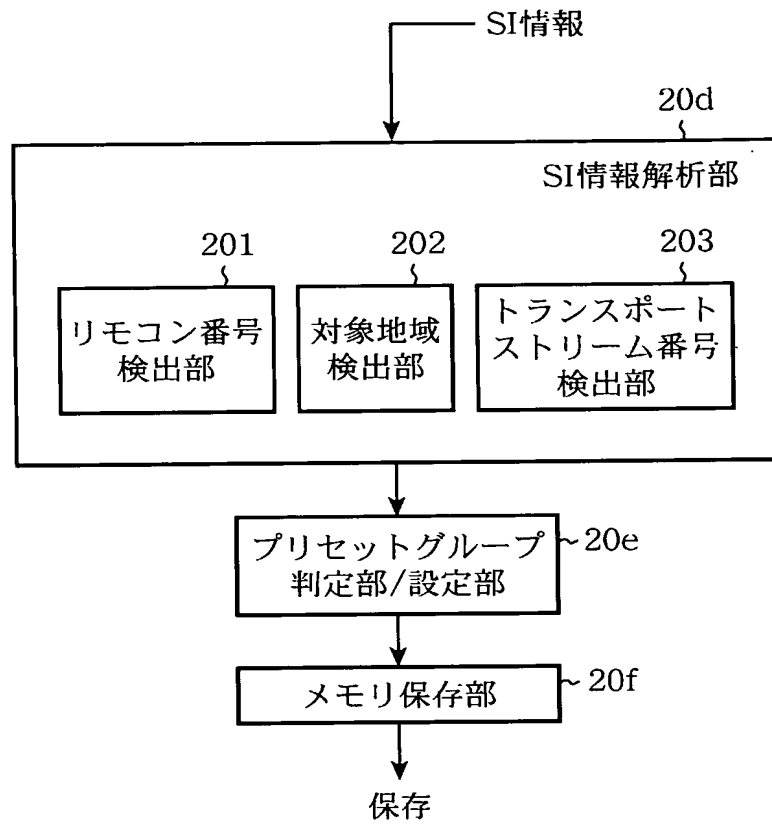 SI情報
20d
SI情報解析部
201
202
203
リモコン番号
検出部
対象地域
検出部
トランスポート
ストリーム番号
検出部
プリセットグループ
判定部/設定部
20e
メモリ保存部
20f
保存